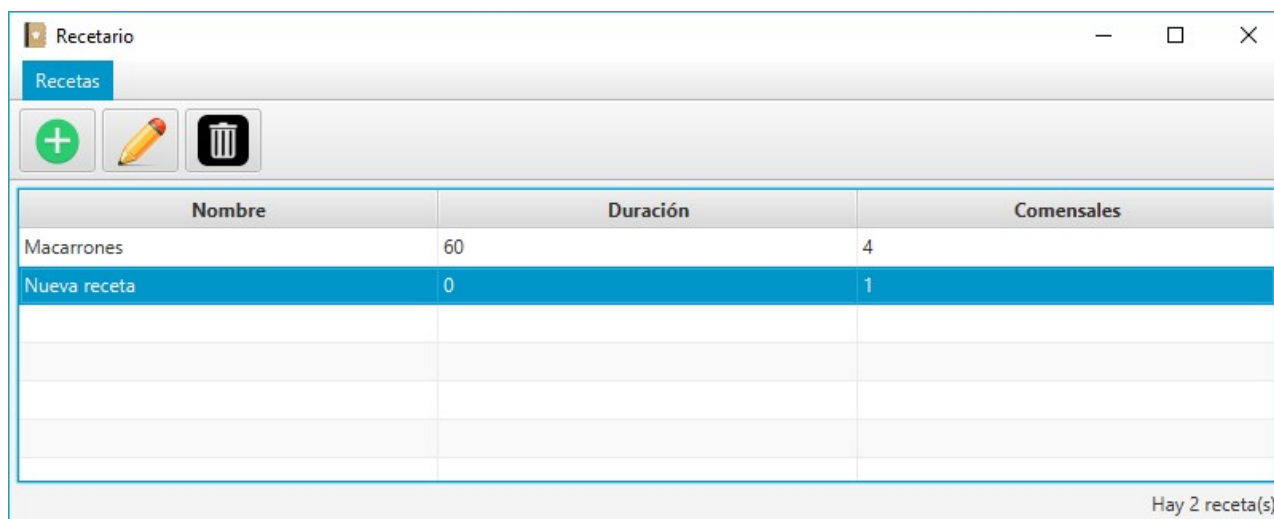 Recetario
Recetas
Nombre Duración Comensales
Macarrones 60 4
Nueva receta 0 1
Hay 2 receta(s)